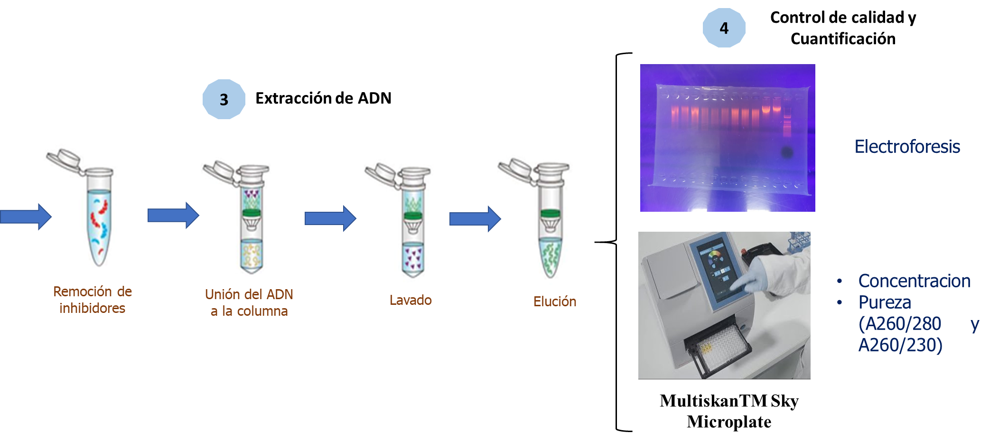 3
Extracción de ADN
Remoción de
inhibidores
Unión del ADN
a la columna
Lavado
Elución
4
Control de calidad y
Cuantificación
Electroforesis
• Concentracion
• Pureza
(A260/280 y
A260/230)
MultiskanTM Sky
Microplate